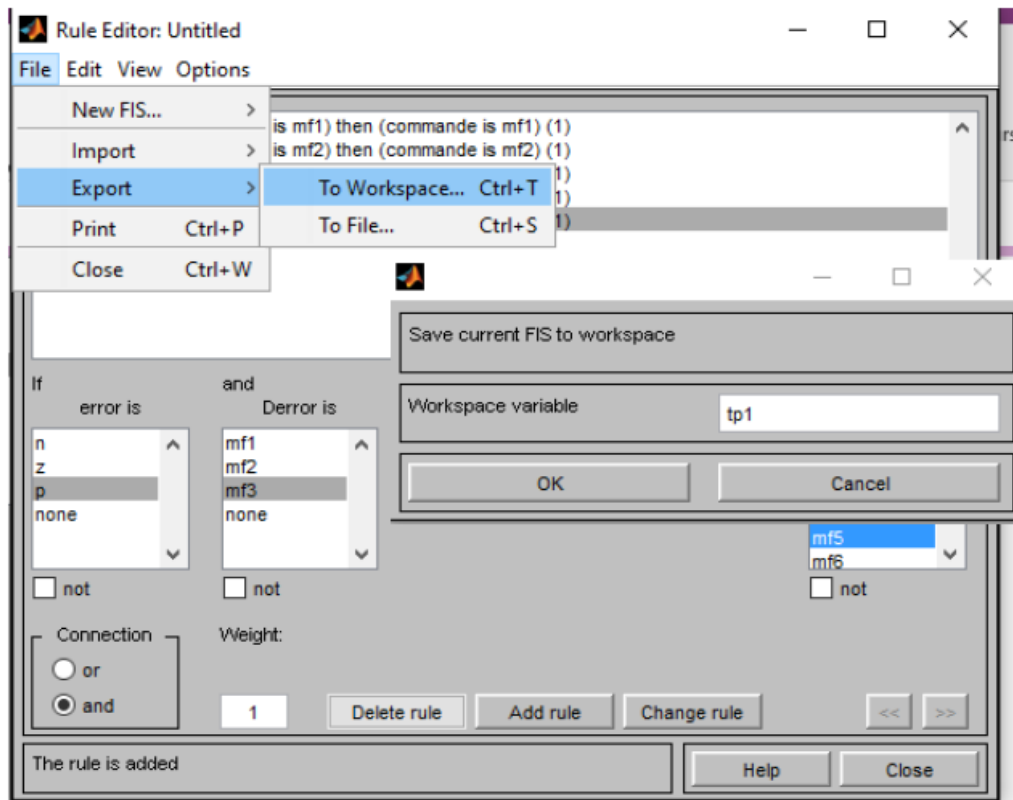 Rule Editor: Untitled
File Edit View Options
New FIS... >
Import >
Export >
Print Ctrl+P
Close Ctrl+W
To Workspace... Ctrl+T
To File... Ctrl+S
is mf1) then (commande is mf1) (1)
is mf2) then (commande is mf2) (1)
1)
1)
1)
Save current FIS to workspace
Workspace variable tp1
OK Cancel
If and
error is Derror is
n mf1
z mf2
p mf3
none none
mf5
mf6
not not not
Connection Weight:
or
and 1 Delete rule Add rule Change rule << >>
The rule is added Help Close